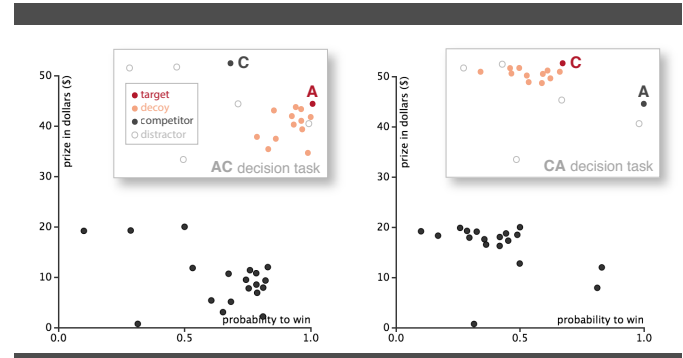 prize in dollars ($)
50
40
30
20
10
0
0.0
0.5
1.0
probability to win
C
A
target
decoy
competitor
distractor
AC decision task
prize in dollars ($)
50
40
30
20
10
0
0.0
0.5
1.0
probability to win
C
A
CA decision task